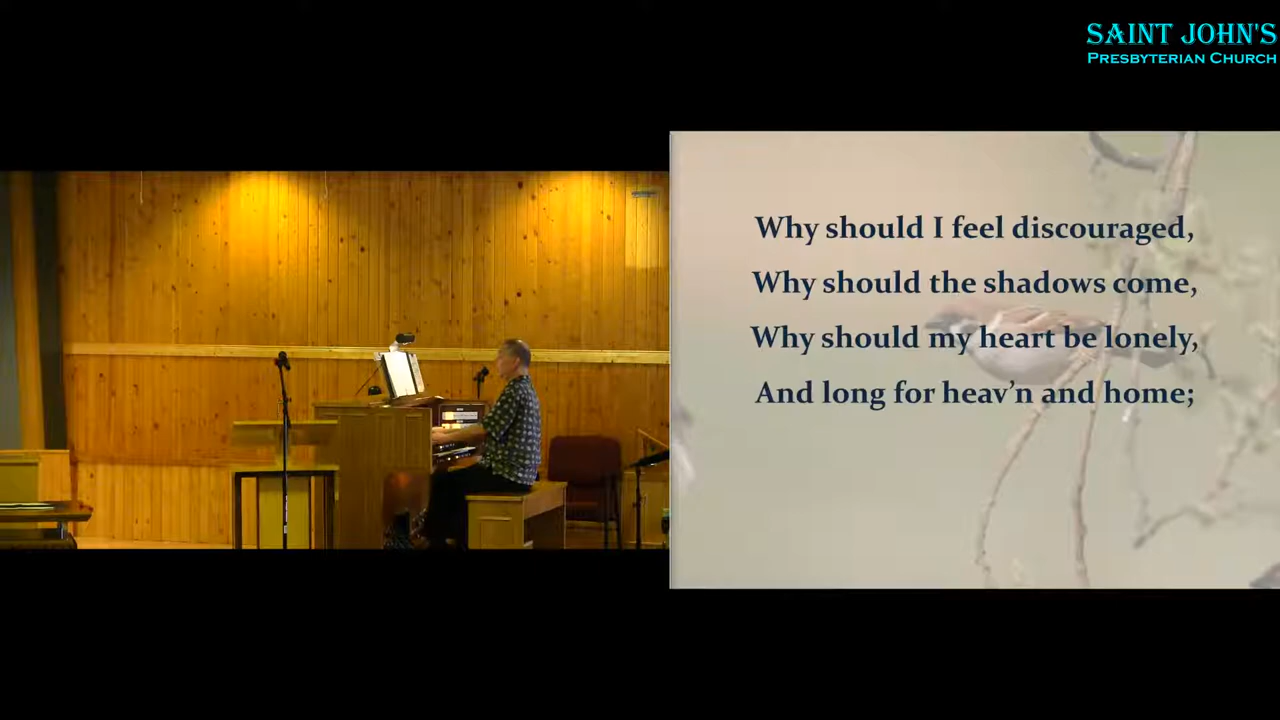 SAINT JOHN'S
PRESBYTERIAN CHURCH
Why should I feel discouraged,
Why should the shadows come,
Why should my heart be lonely,
And long for heav’n and home;